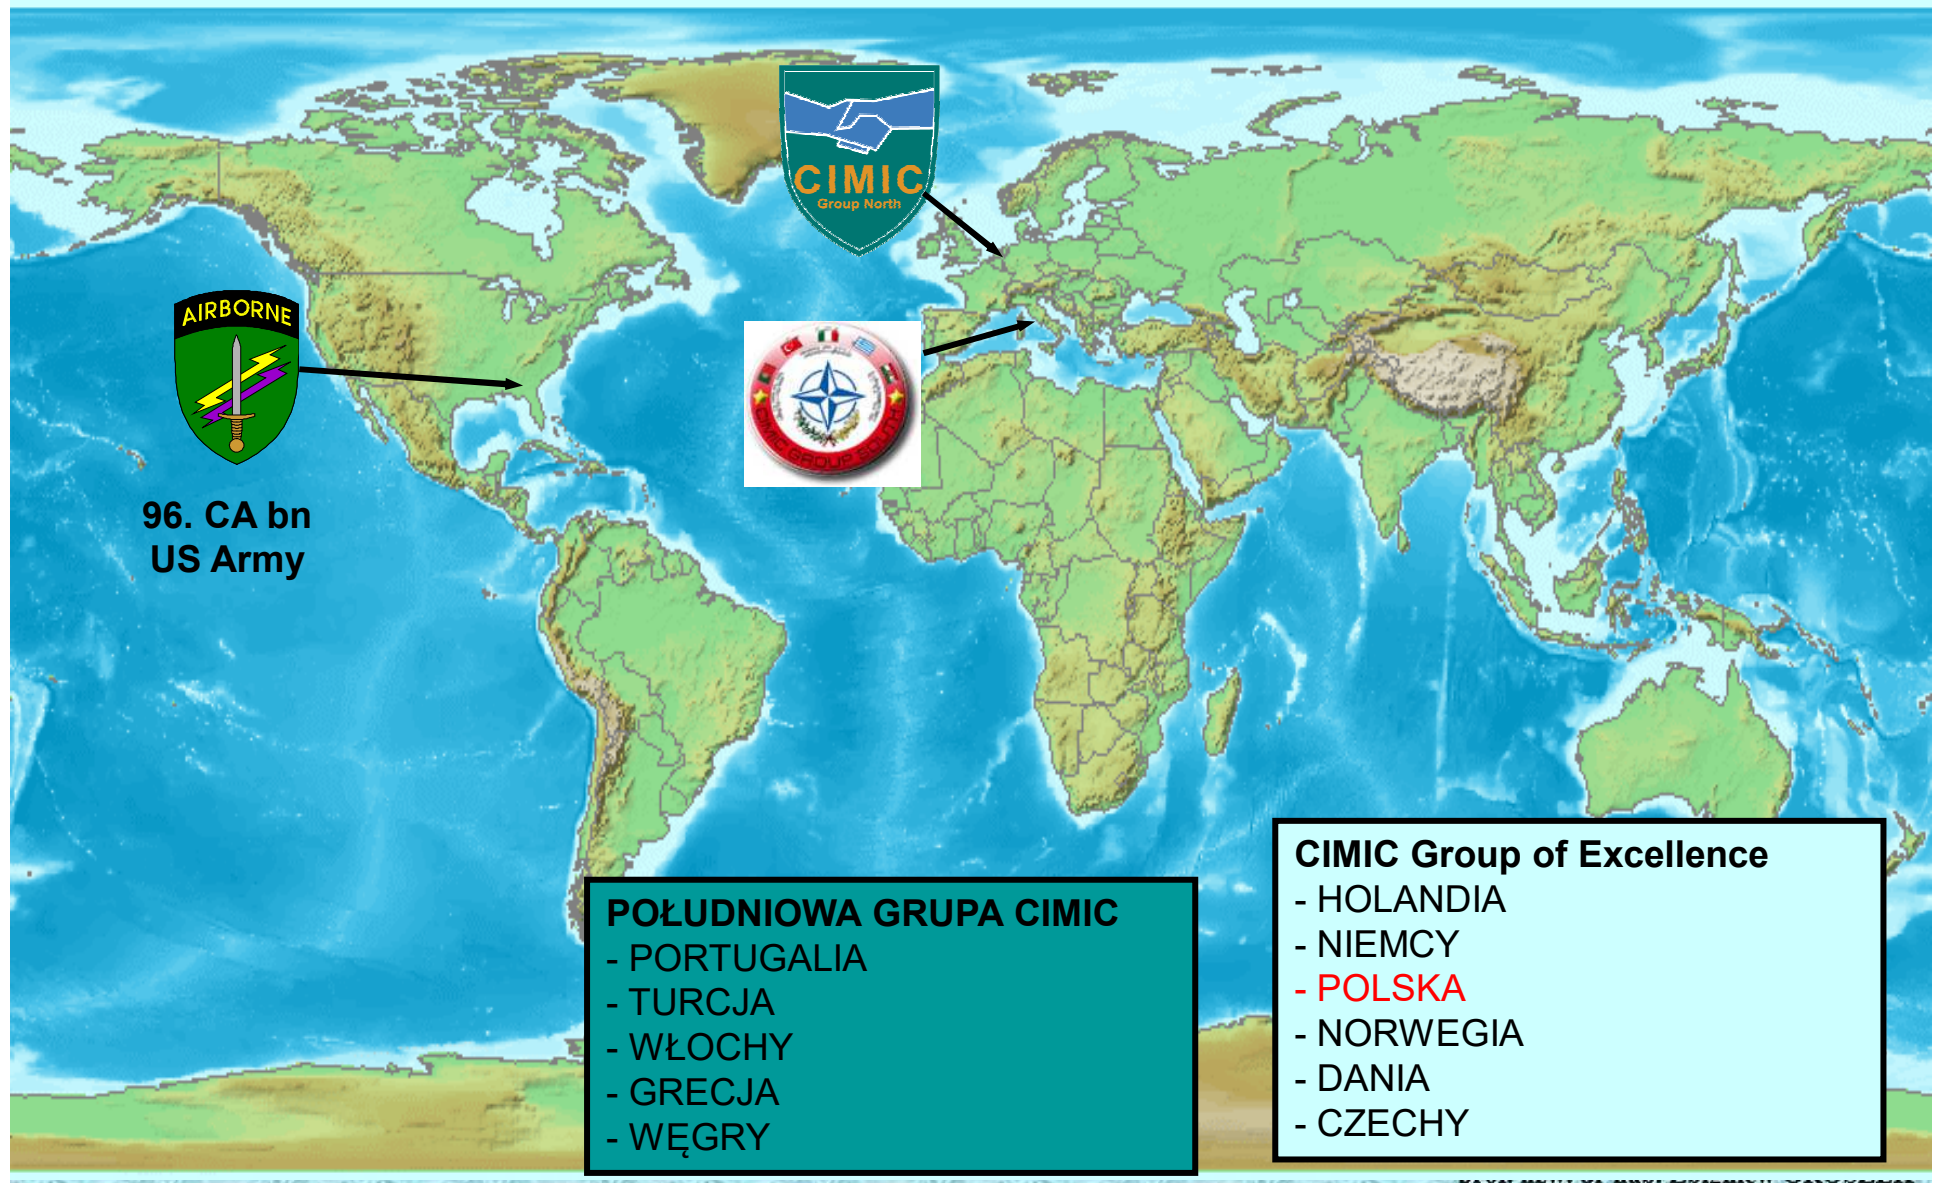 CIMIC
Group North
AIRBORNE
CIMIC GROUP SOUTH
96. CA bn
US Army
POŁUDNIOWA GRUPA CIMIC
- PORTUGALIA
- TURCJA
- WŁOCHY
- GRECJA
- WĘGRY
CIMIC Group of Excellence
- HOLANDIA
- NIEMCY
- POLSKA
- NORWEGIA
- DANIA
- CZECHY